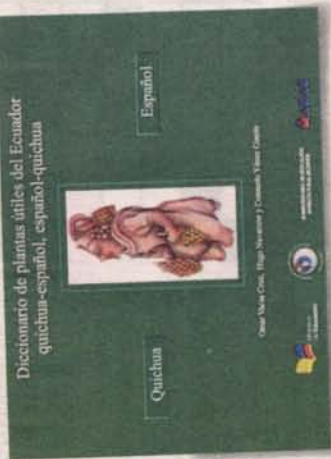 Diccionario de plantas útiles del Ecuador
quichua-español, español-quichua
Quichua
Español
Omar Vacas Cruz, Hugo Navarrete y Consuelo Yánez Cossío